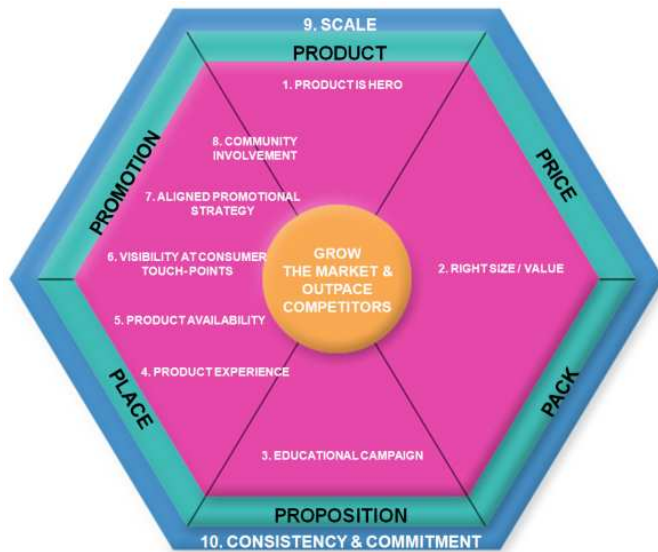 9. SCALE
PRODUCT
1. PRODUCT IS HERO
8. COMMUNITY
INVOLVEMENT
PROMOTION
PRICE
7. ALIGNED PROMOTIONAL
STRATEGY
GROW
THE MARKET &
OUTPACE
COMPETITORS
6. VISIBILITY AT CONSUMER
TOUCH-POINTS
2. RIGHT SIZE / VALUE
5. PRODUCT AVAILABILITY
4. PRODUCT EXPERIENCE
PLACE
PACK
3. EDUCATIONAL CAMPAIGN
PROPOSITION
10. CONSISTENCY & COMMITMENT